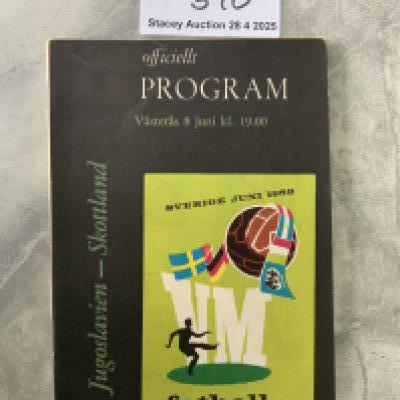 Stacey Auction 28 4 2025
officiellt
PROGRAM
Västerås 8 juni kl. 19.00
Jugoslavien – Skottland
SVERIGE JUNI 1958
VM
fotboll